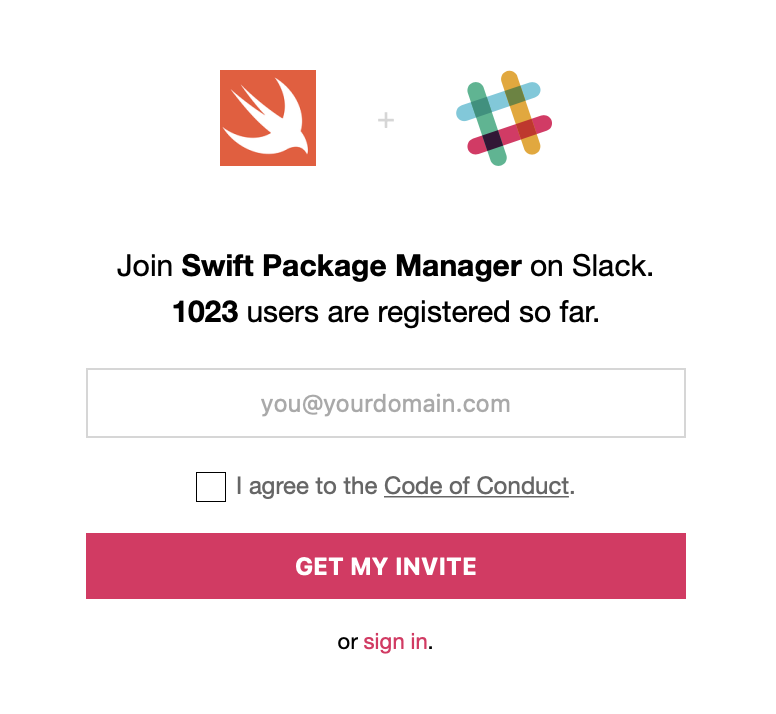 +
Join Swift Package Manager on Slack.
1023 users are registered so far.
you@yourdomain.com
I agree to the Code of Conduct.
GET MY INVITE
or sign in.